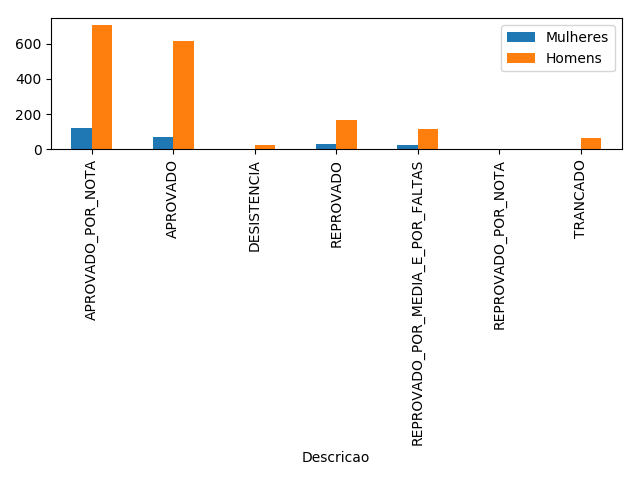 600
400
200
0
Mulheres
Homens
APROVADO_POR_NOTA
APROVADO
DESISTENCIA
REPROVADO
REPROVADO_POR_MEDIA_E_POR_FALTAS
REPROVADO_POR_NOTA
TRANCADO
Descricao